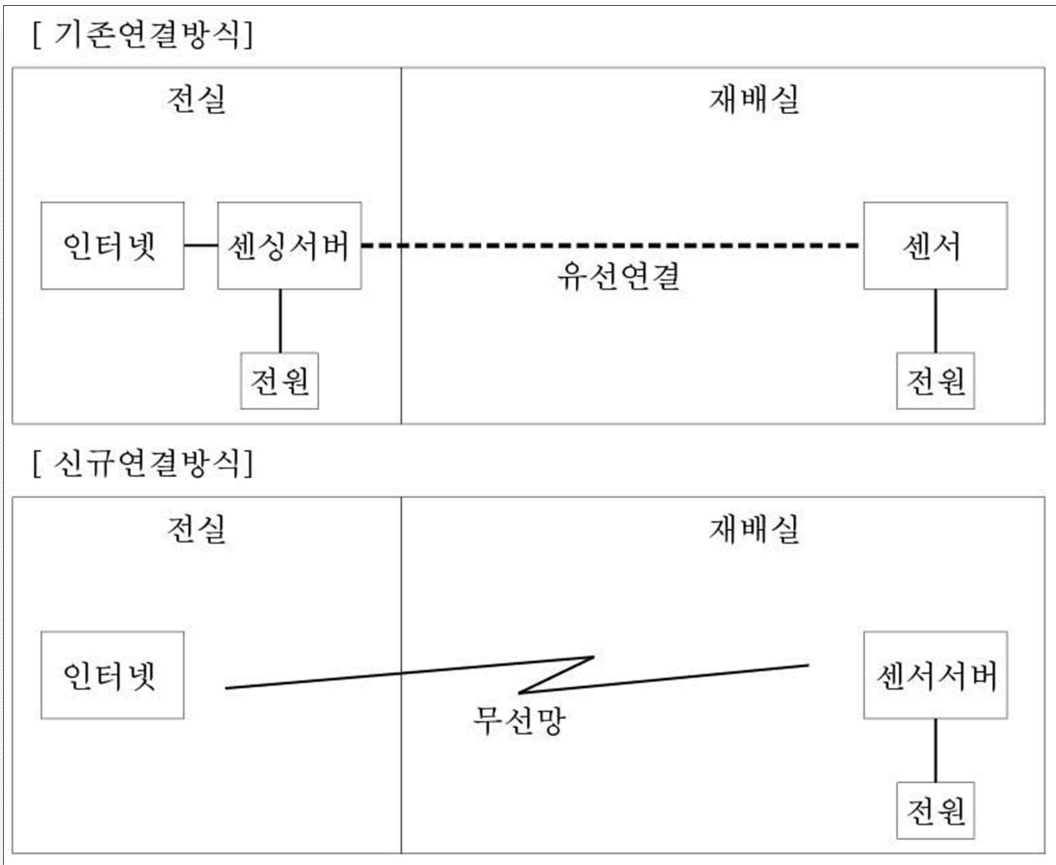 [ 기존연결방식]
전실
재배실
인터넷
센싱서버
센서
유선연결
전원
전원
[ 신규연결방식]
전실
재배실
인터넷
센서서버
무선망
전원